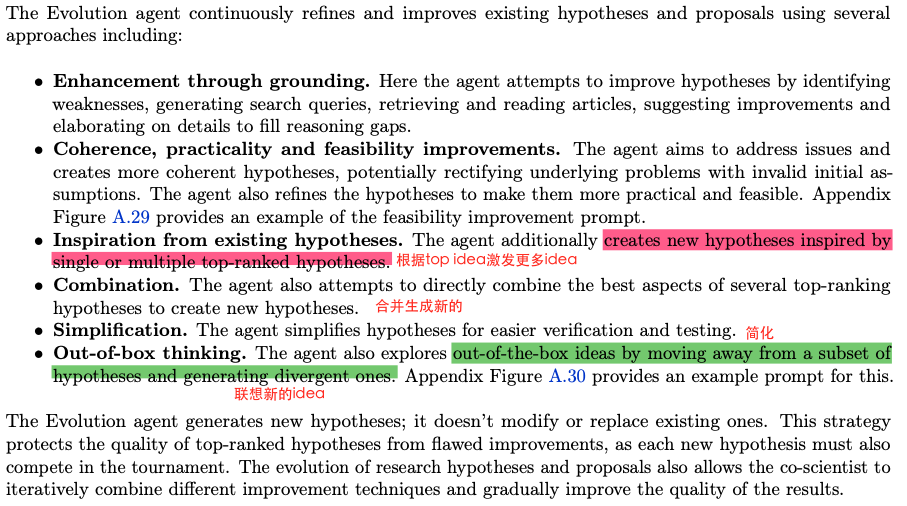 The Evolution agent continuously refines and improves existing hypotheses and proposals using several
approaches including:
• Enhancement through grounding. Here the agent attempts to improve hypotheses by identifying
weaknesses, generating search queries, retrieving and reading articles, suggesting improvements and
elaborating on details to fill reasoning gaps.
• Coherence, practicality and feasibility improvements. The agent aims to address issues and
creates more coherent hypotheses, potentially rectifying underlying problems with invalid initial as-
sumptions. The agent also refines the hypotheses to make them more practical and feasible. Appendix
Figure A.29 provides an example of the feasibility improvement prompt.
• Inspiration from existing hypotheses. The agent additionally creates new hypotheses inspired by
single or multiple top-ranked hypotheses. 根据top idea激发更多idea
• Combination. The agent also attempts to directly combine the best aspects of several top-ranking
hypotheses to create new hypotheses. 合并生成新的
• Simplification. The agent simplifies hypotheses for easier verification and testing. 简化
• Out-of-box thinking. The agent also explores out-of-the-box ideas by moving away from a subset of
hypotheses and generating divergent ones. Appendix Figure A.30 provides an example prompt for this.
联想新的idea
The Evolution agent generates new hypotheses; it doesn't modify or replace existing ones. This strategy
protects the quality of top-ranked hypotheses from flawed improvements, as each new hypothesis must also
compete in the tournament. The evolution of research hypotheses and proposals also allows the co-scientist to
iteratively combine different improvement techniques and gradually improve the quality of the results.